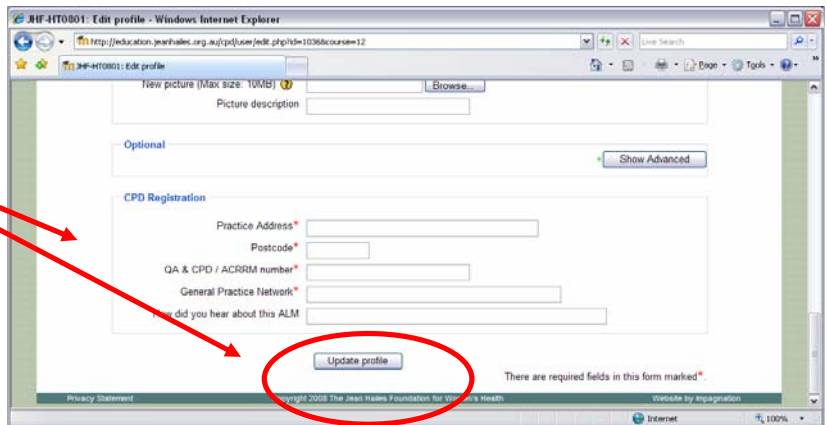 JHF-HT0801: Edit profile - Windows Internet Explorer
http://education.jeanhailes.org.au/cpd/user/edit.php?id=1036&course=12
Live Search
JHF-HT0801: Edit profile
Page
Tools
New picture (Max size: 10MB)
Browse...
Picture description
Optional
* Show Advanced
CPD Registration
Practice Address*
Postcode*
QA & CPD / ACRRM number*
General Practice Network*
How did you hear about this ALM
Update profile
There are required fields in this form marked*.
Privacy Statement
Copyright 2008 The Jean Hailes Foundation for Women's Health
Website by Impagination
Internet
100%